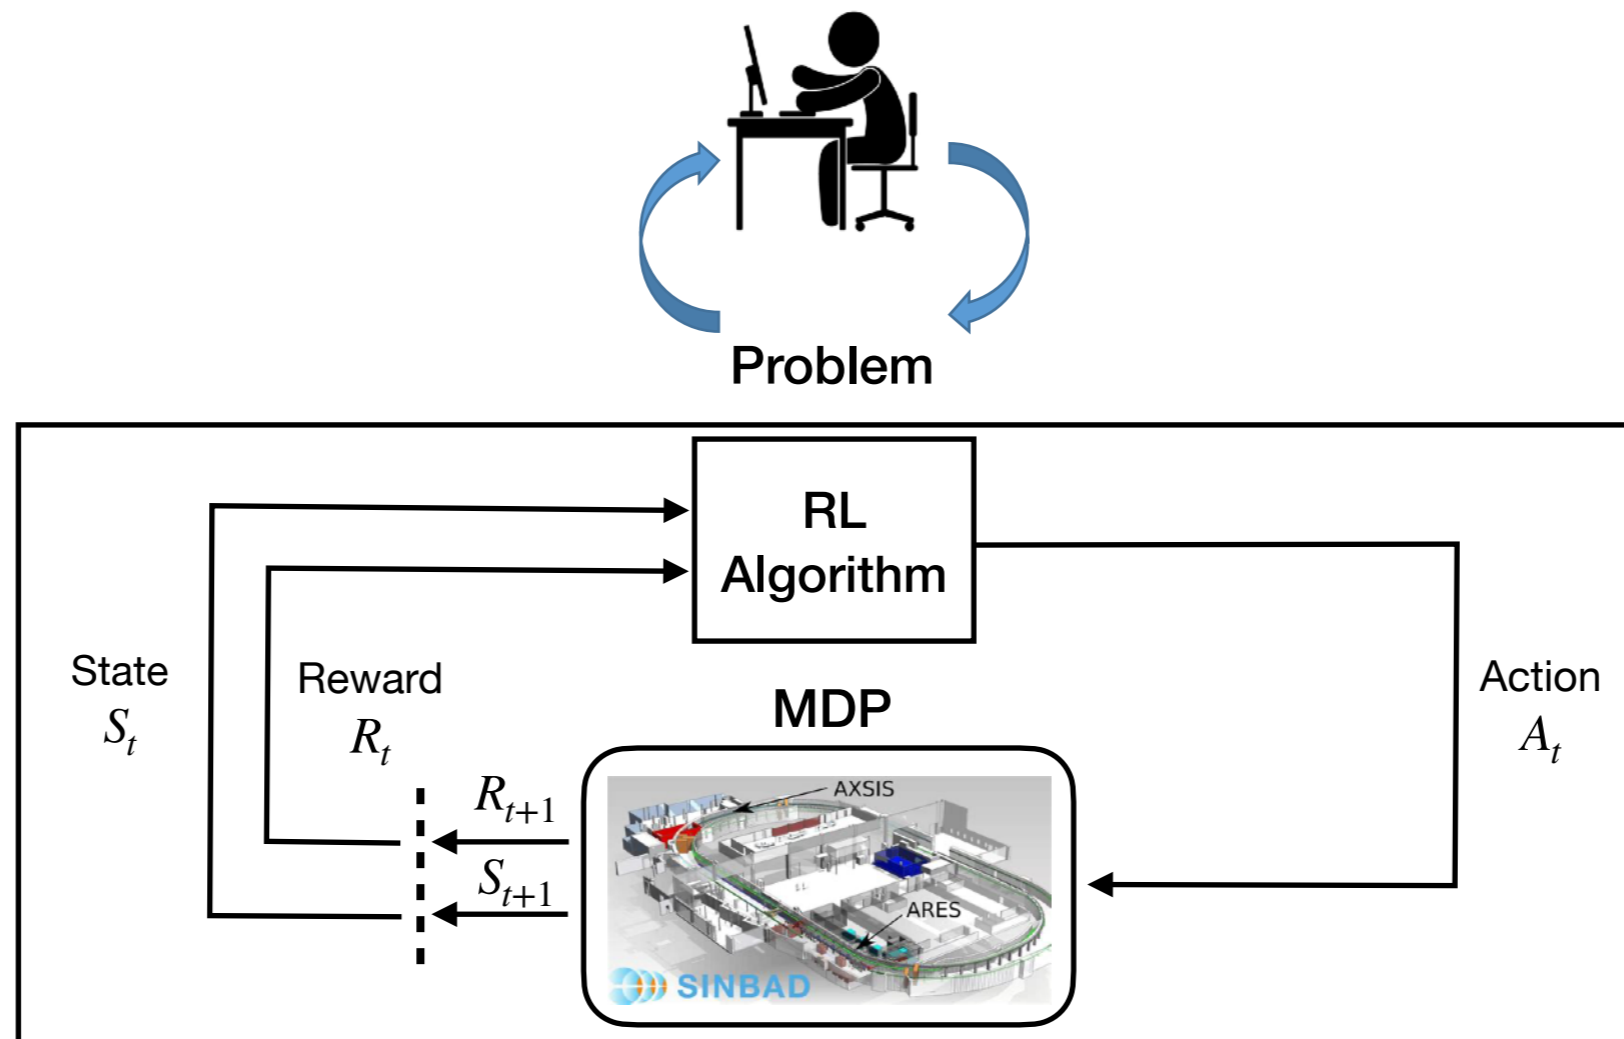 Problem
RL
Algorithm
State
S_t
Reward
R_t
MDP
Action
A_t
R_{t+1}
S_{t+1}
AXSIS
ARES
SINBAD